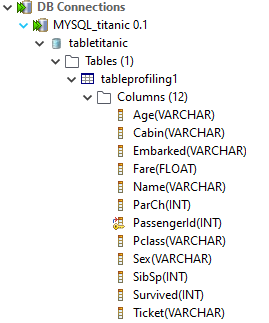 DB Connections
MYSQL_titanic 0.1
tabletitanic
Tables (1)
tableprofiling1
Columns (12)
Age(VARCHAR)
Cabin(VARCHAR)
Embarked(VARCHAR)
Fare(FLOAT)
Name(VARCHAR)
ParCh(INT)
PassengerId(INT)
Pclass(VARCHAR)
Sex(VARCHAR)
SibSp(INT)
Survived(INT)
Ticket(VARCHAR)